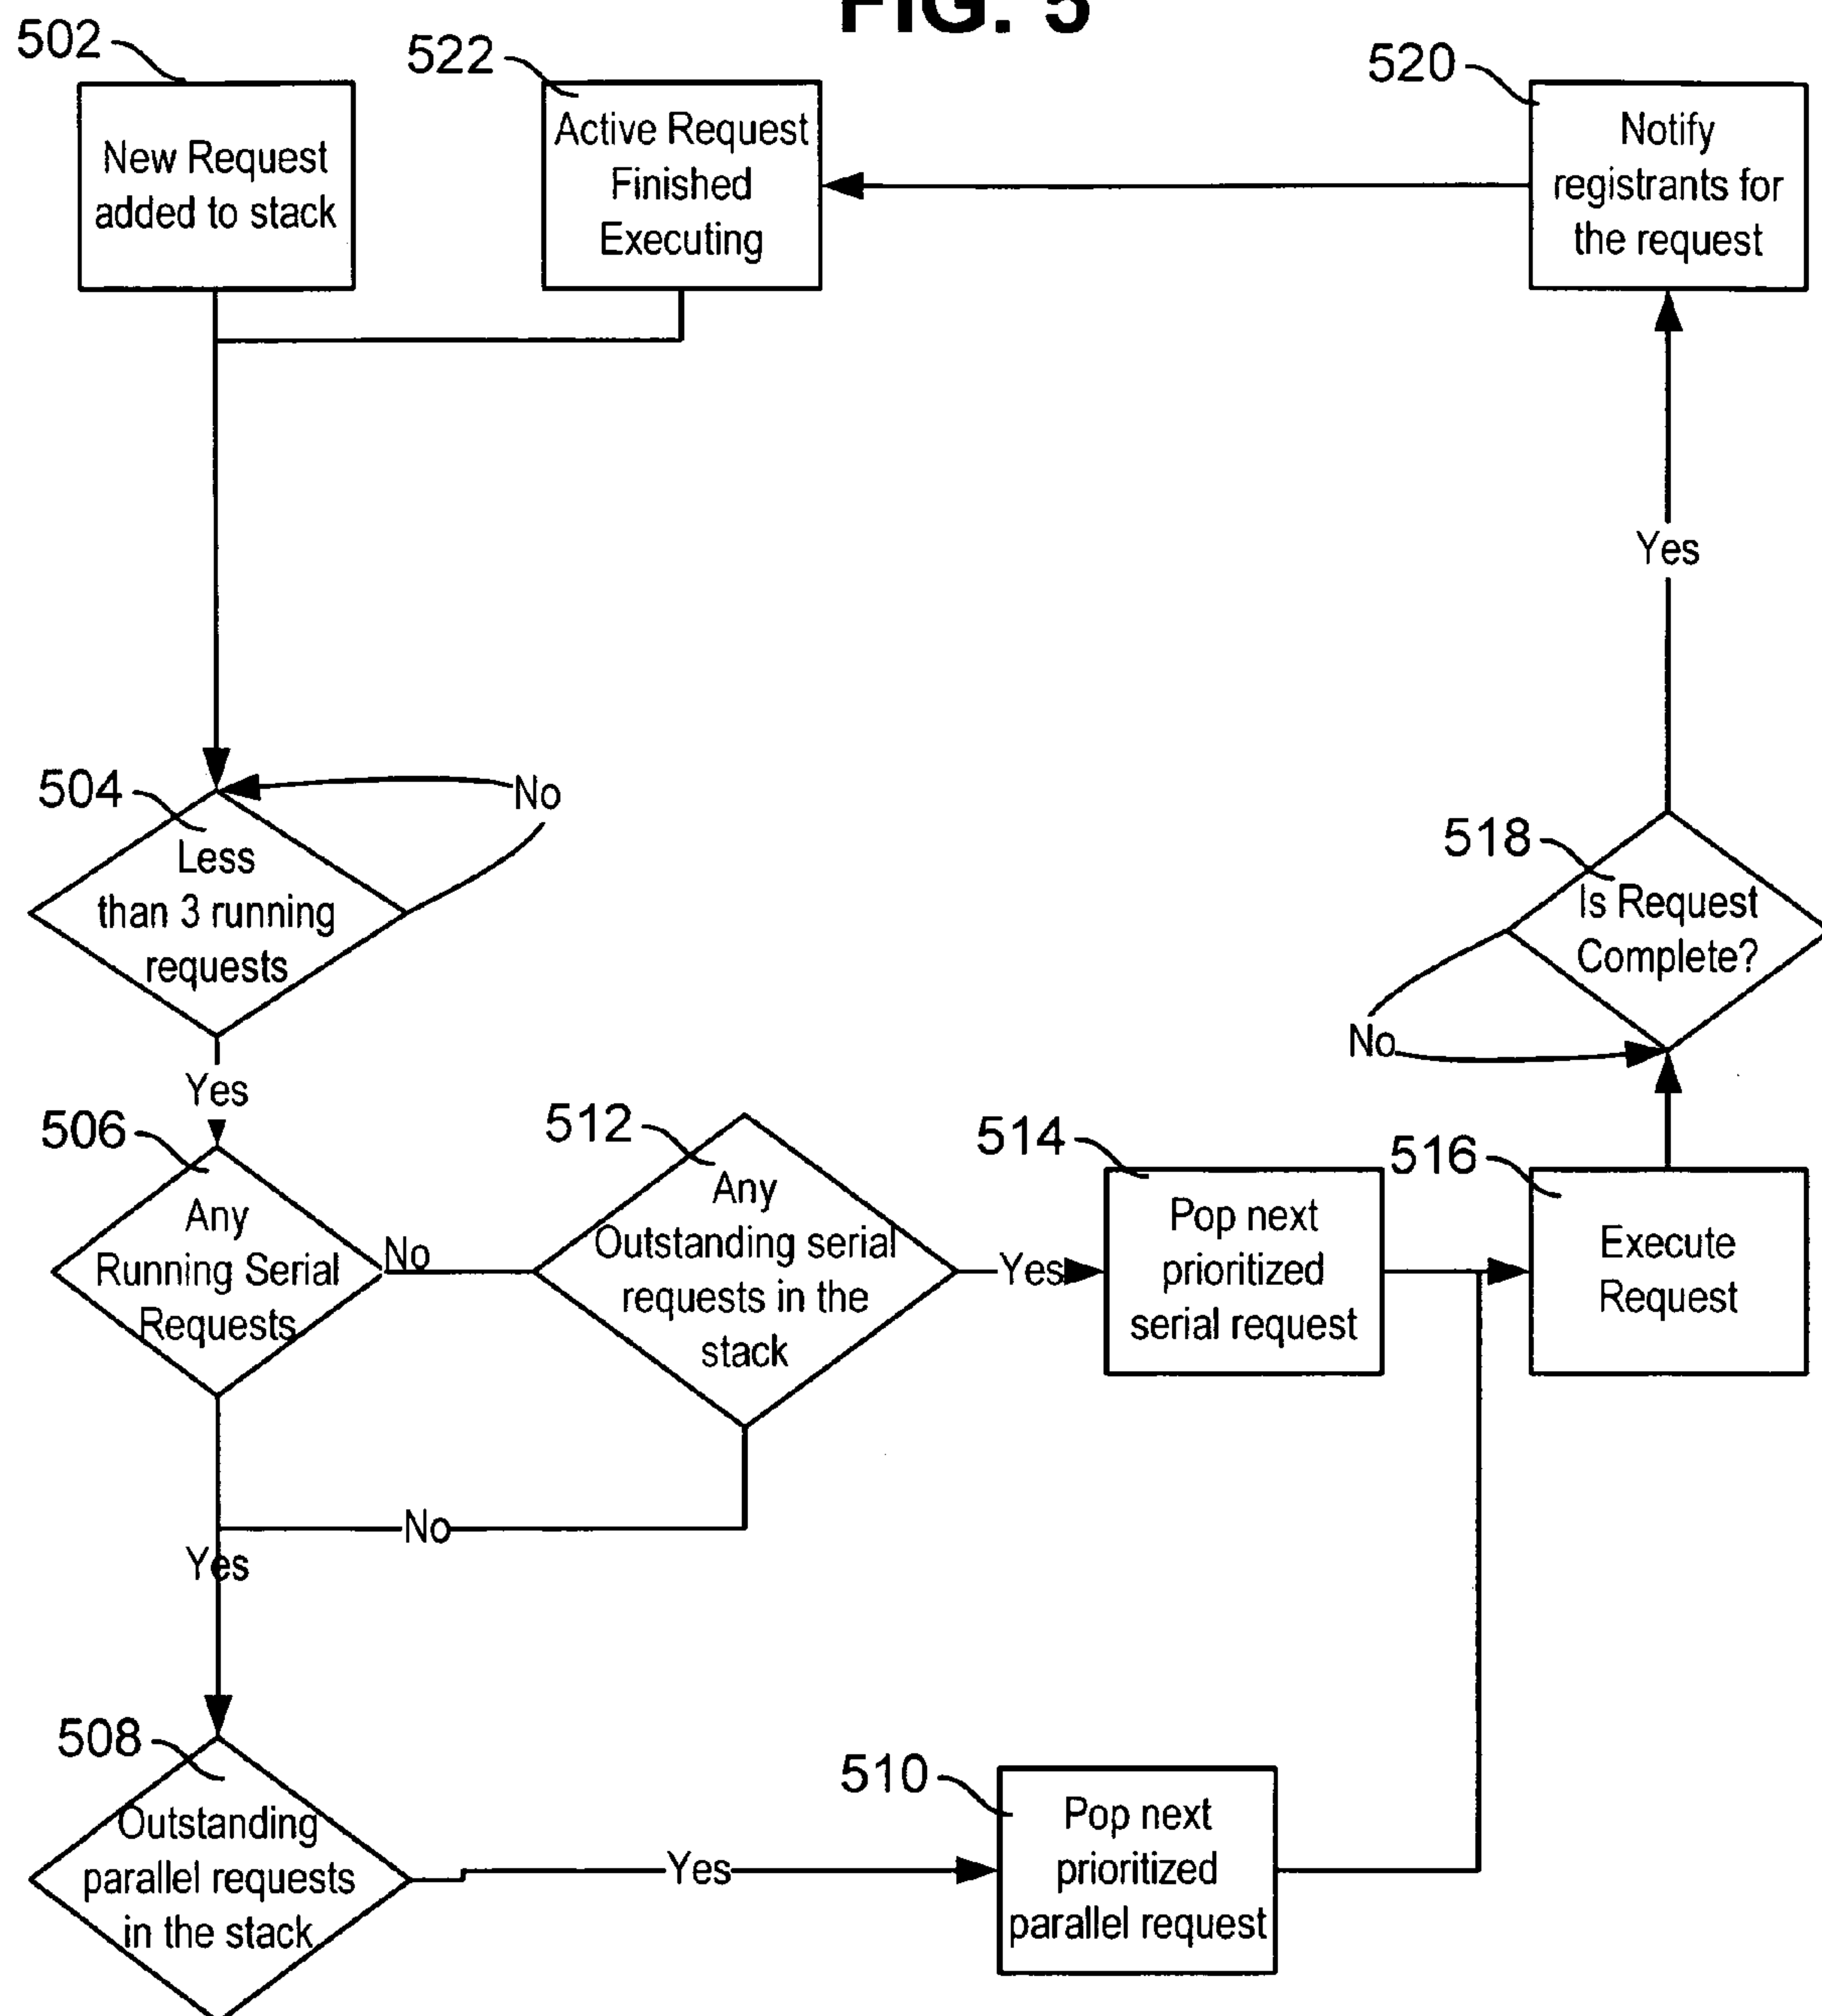 FIG. 5
502
New Request
added to stack
522
Active Request
Finished
Executing
520
Notify
registrants for
the request
Yes
504
Less
than 3 running
requests
No
Yes
518
Is Request
Complete?
No
506
Any
Running Serial
Requests
No
512
Any
Outstanding serial
requests in the
stack
Yes
514
Pop next
prioritized
serial request
516
Execute
Request
No
Yes
508
Outstanding
parallel requests
in the stack
Yes
510
Pop next
prioritized
parallel request